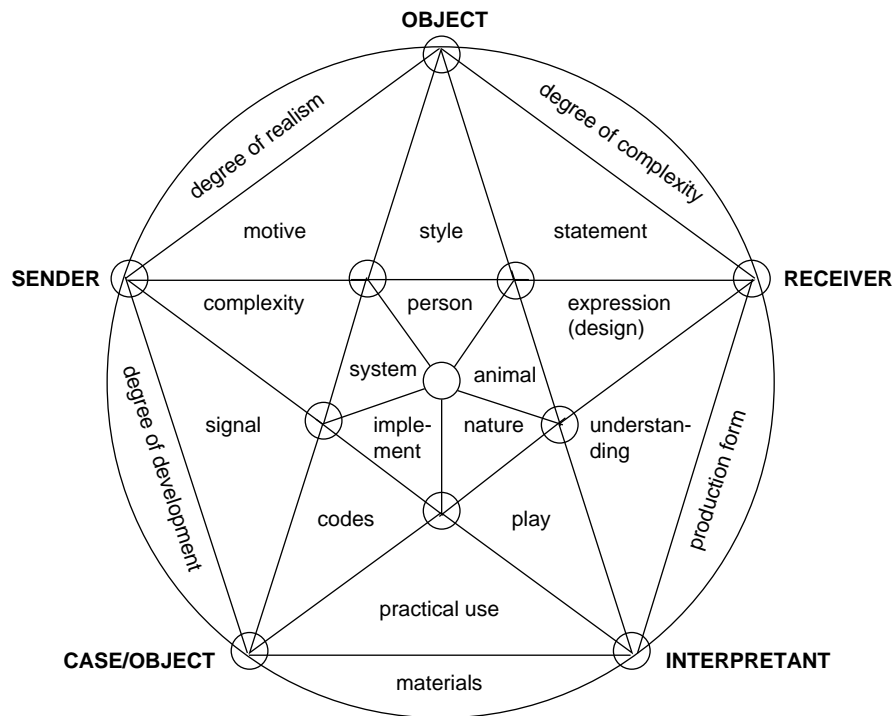 OBJECT
degree of realism
degree of complexity
motive
style
statement
SENDER
RECEIVER
complexity
person
expression
(design)
system
animal
degree of development
signal
imple-
ment
nature
understan-
ding
production form
codes
play
practical use
CASE/OBJECT
INTERPRETANT
materials